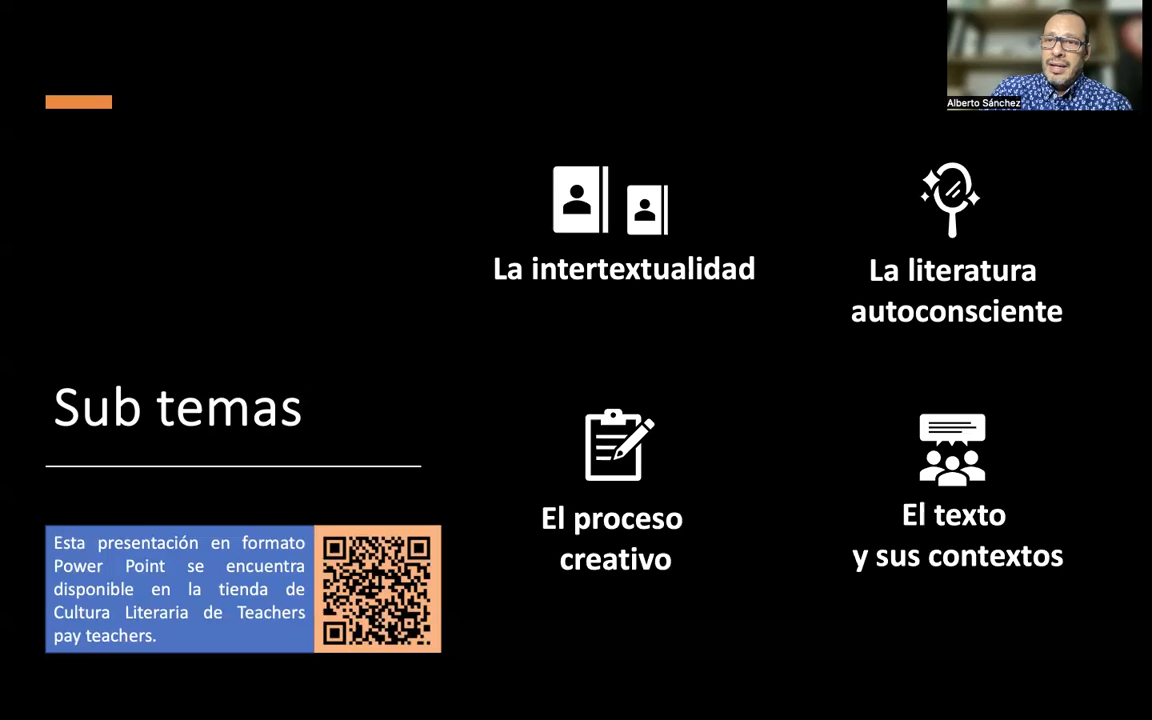 Alberto Sánchez
La intertextualidad
La literatura
autoconsciente
Sub temas
El proceso
creativo
El texto
y sus contextos
Esta presentación en formato
Power Point se encuentra
disponible en la tienda de
Cultura Literaria de Teachers
pay teachers.